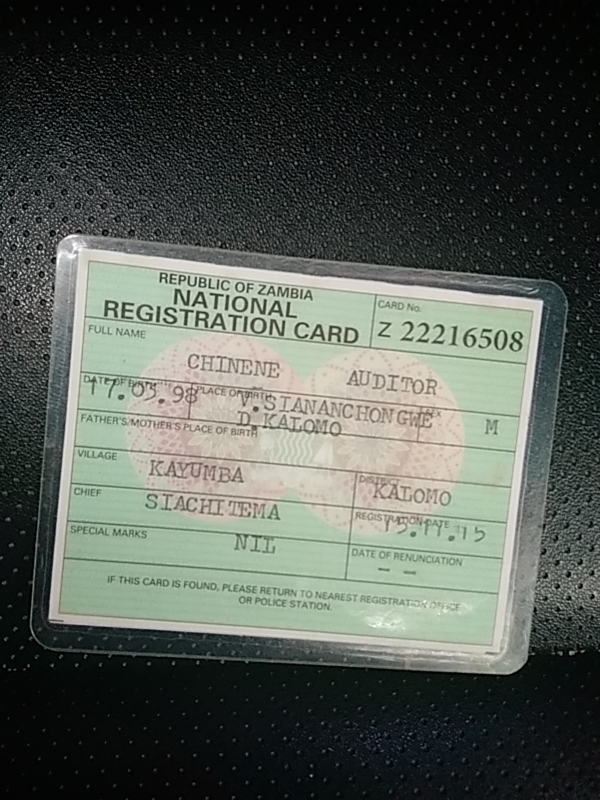 REPUBLIC OF ZAMBIA
NATIONAL
REGISTRATION CARD
CARD No.
Z 22216508
FULL NAME
CHINENE AUDITOR
DATE OF BIRTH PLACE OF BIRTH SEX
17.05.98 V.SIANANCHONGWE M
D.KALOMO
FATHER'S/MOTHER'S PLACE OF BIRTH
VILLAGE DISTRICT
KAYUMBA KALOMO
CHIEF REGISTRATION DATE
SIACHITEMA 13.11.15
SPECIAL MARKS DATE OF RENUNCIATION
NIL — —
IF THIS CARD IS FOUND, PLEASE RETURN TO NEAREST REGISTRATION OFFICE
OR POLICE STATION.